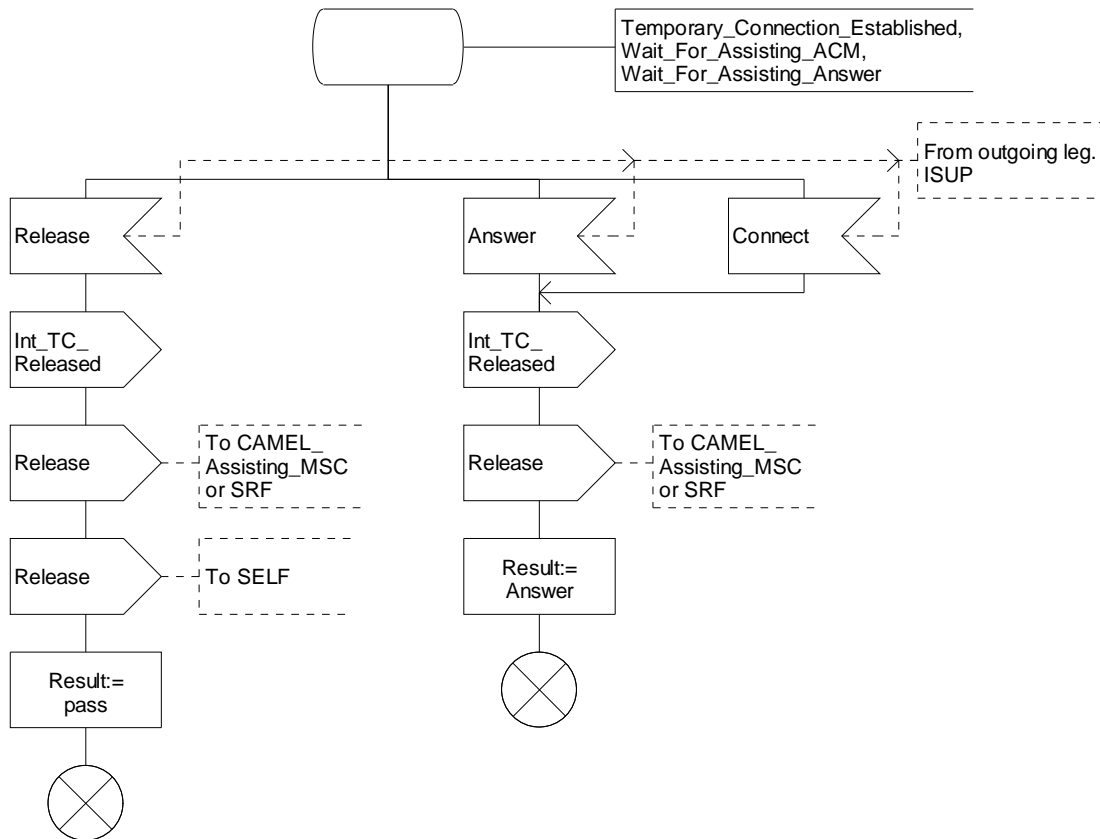 Temporary_Connection_Established,
Wait_For_Assisting_ACM,
Wait_For_Assisting_Answer
From outgoing leg.
ISUP
Release
Answer
Connect
Int_TC_
Released
Int_TC_
Released
Release
To CAMEL_
Assisting_MSC
or SRF
Release
To CAMEL_
Assisting_MSC
or SRF
Release
To SELF
Result:=
Answer
Result:=
pass